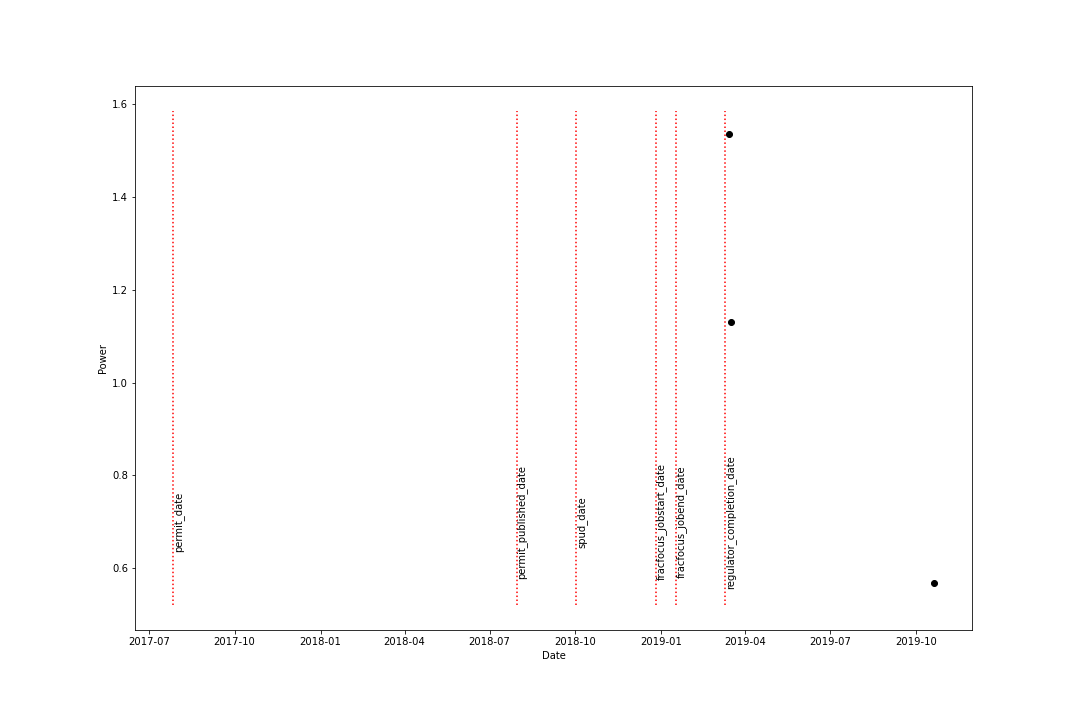 1.6
1.4
1.2
1.0
0.8
0.6
Power
permit_date
permit_published_date
spud_date
fracfocus_jobstart_date
fracfocus_jobend_date
regulator_completion_date
2017-07 2017-10 2018-01 2018-04 2018-07 2018-10 2019-01 2019-04 2019-07 2019-10
Date